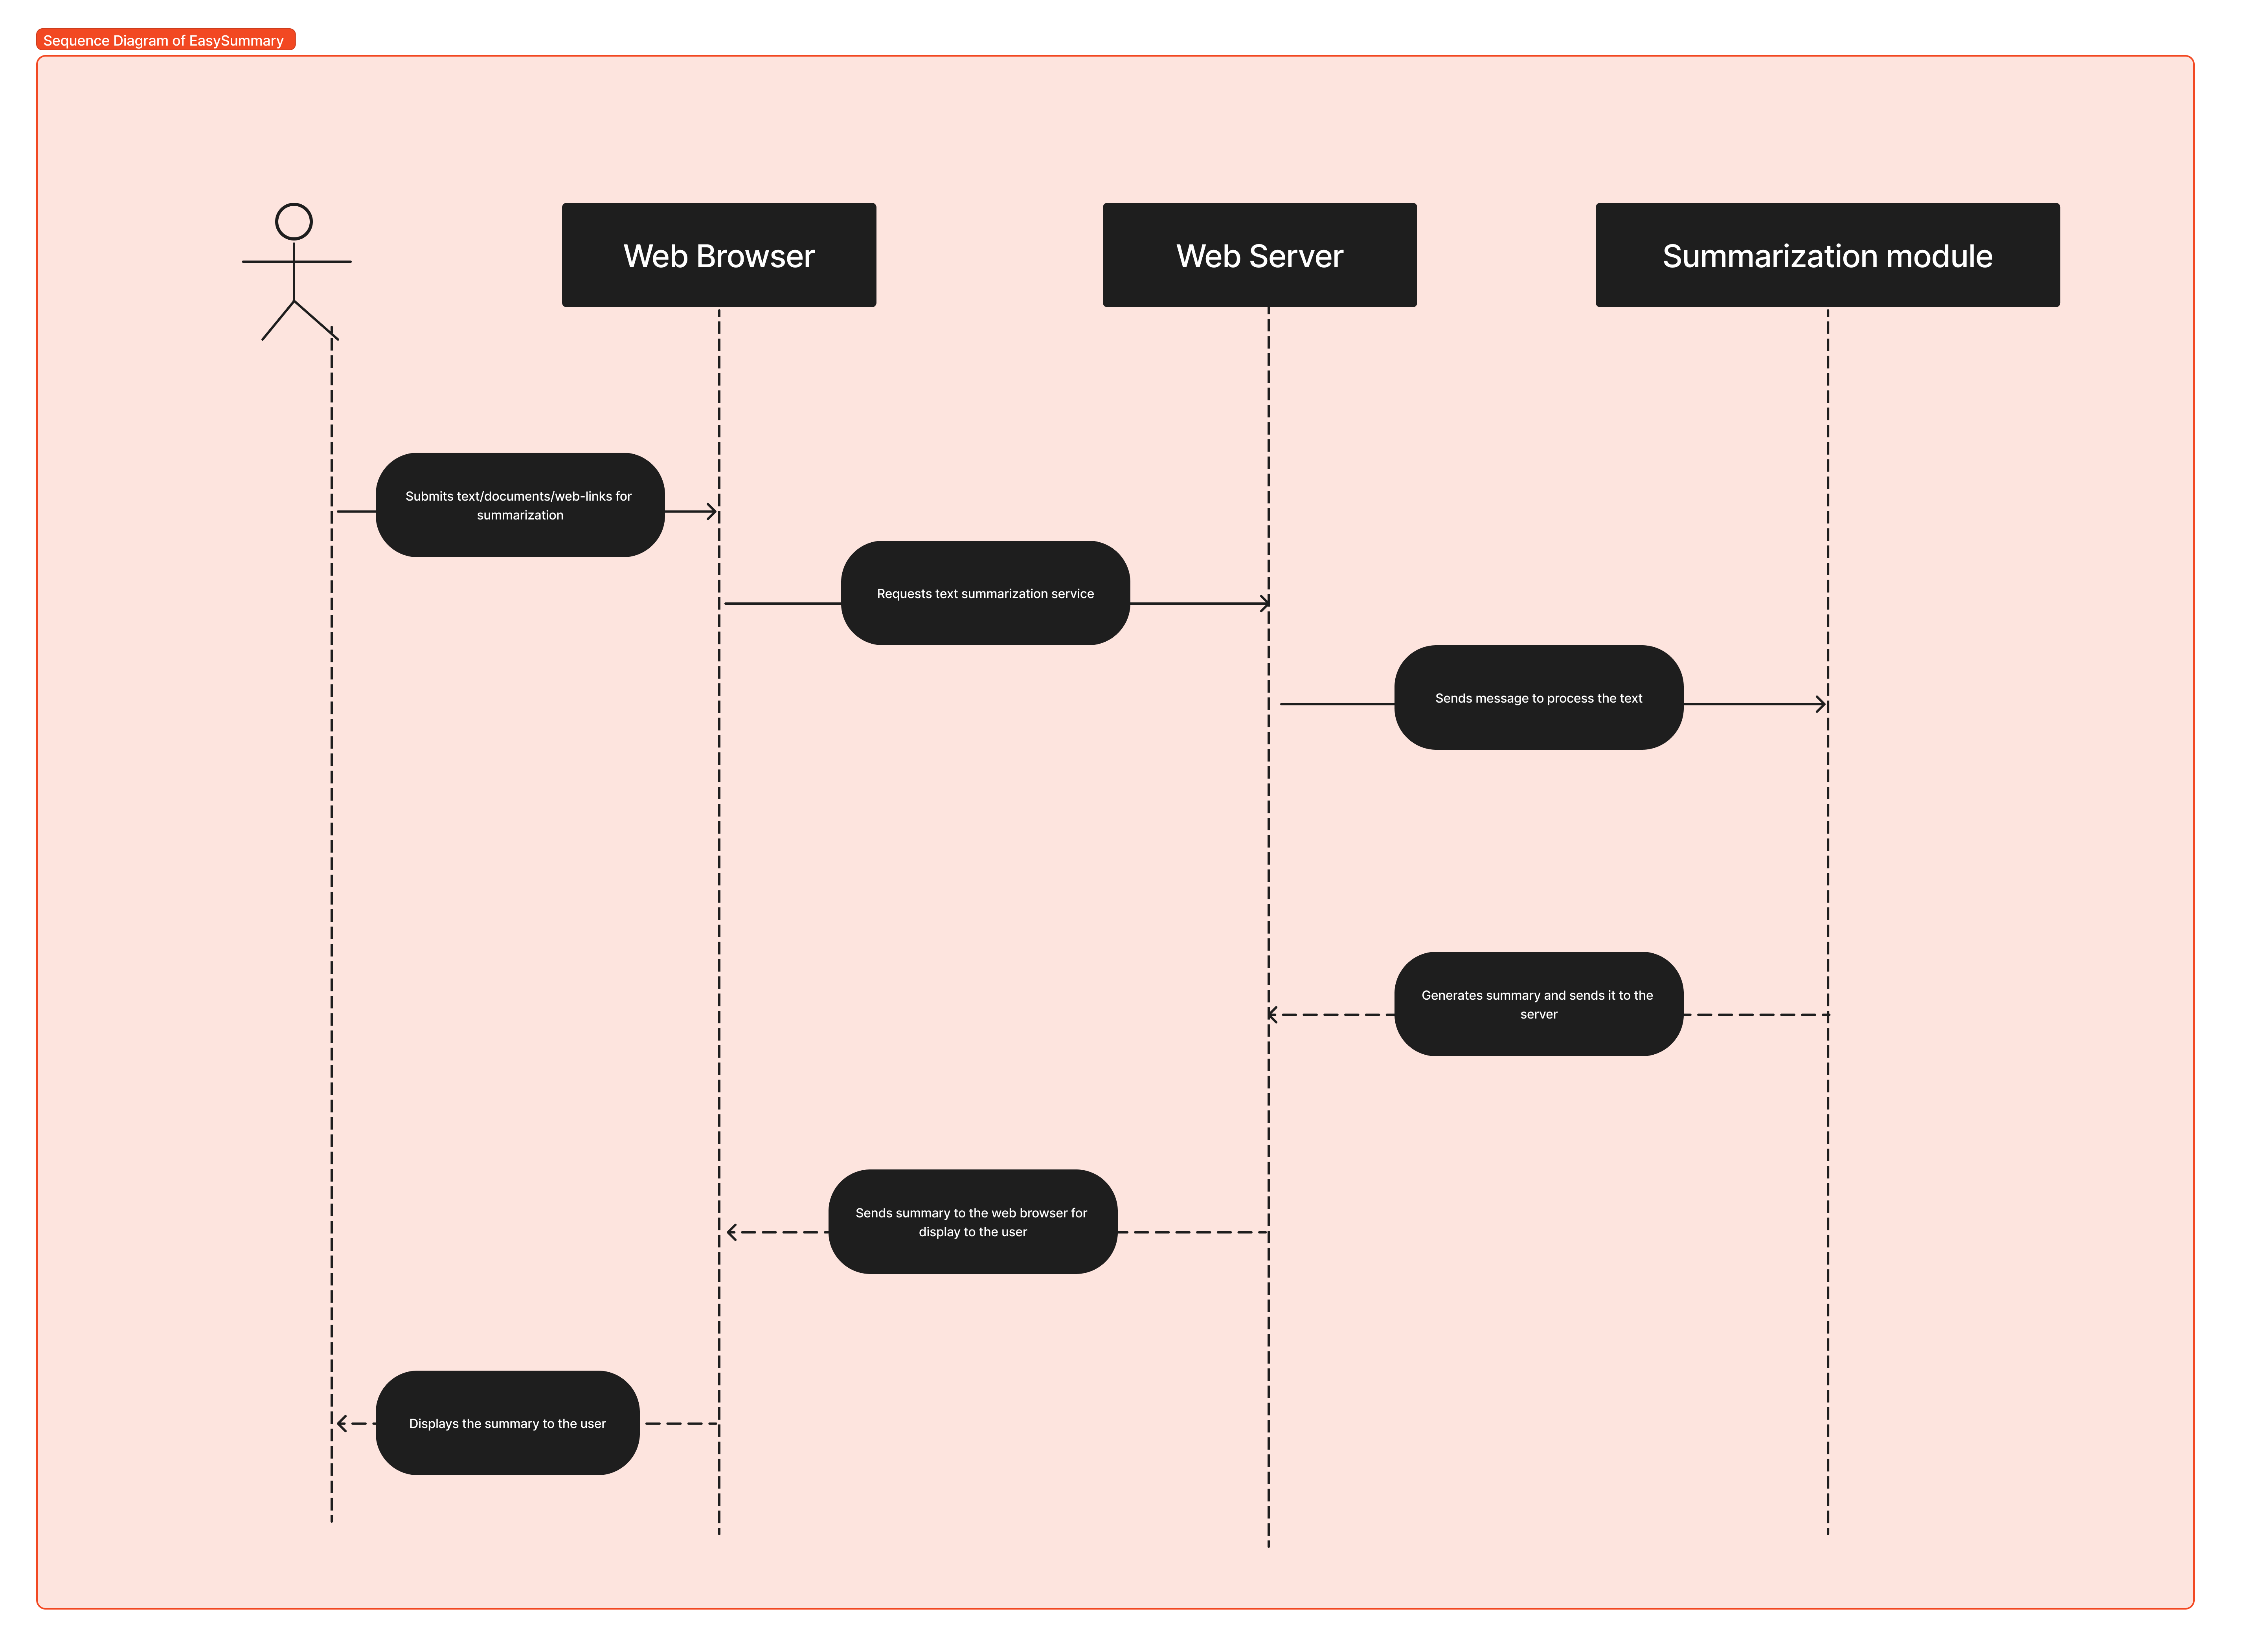 Sequence Diagram of EasySummary
Web Browser
Web Server
Summarization module
Submits text/documents/web-links for
summarization
Requests text summarization service
Sends message to process the text
Generates summary and sends it to the
server
Sends summary to the web browser for
display to the user
Displays the summary to the user